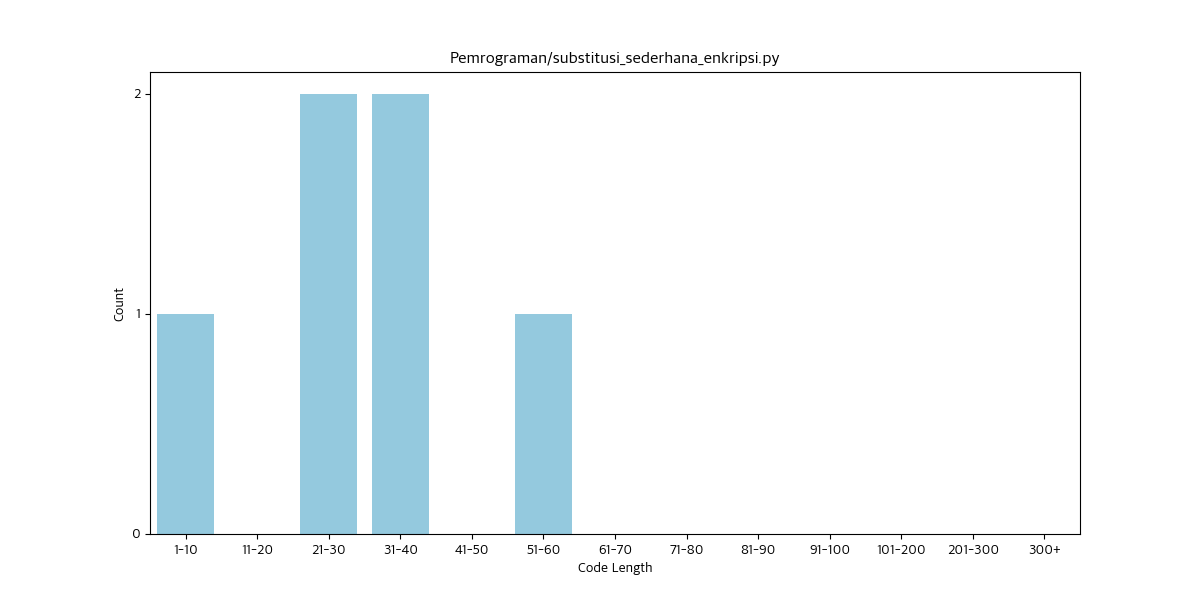 Pemrograman/substitusi_sederhana_enkripsi.py
2
1
0
Count
1-10 11-20 21-30 31-40 41-50 51-60 61-70 71-80 81-90 91-100 101-200 201-300 300+
Code Length